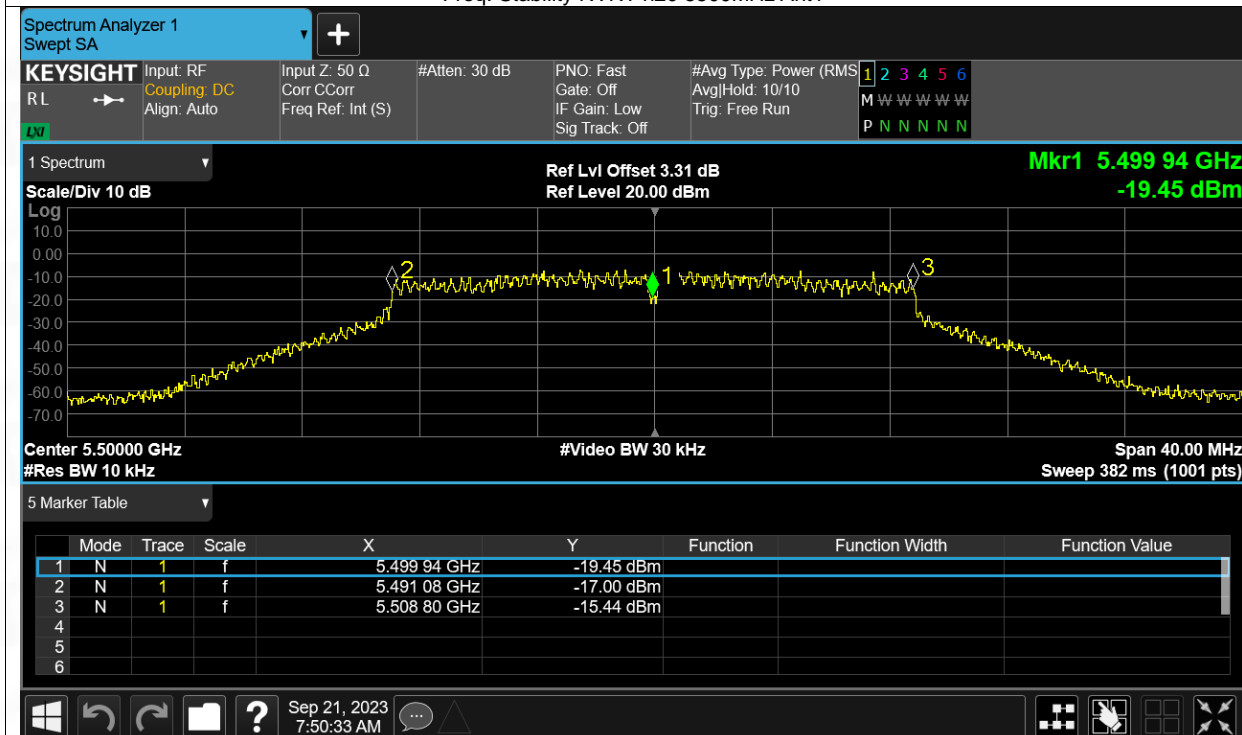 Spectrum Analyzer 1
Swept SA
+
KEYSIGHT
RL
LXI
Input: RF
Coupling: DC
Align: Auto
Input Z: 50 Ω
Corr CCorr
Freq Ref: Int (S)
#Atten: 30 dB
PNO: Fast
Gate: Off
IF Gain: Low
Sig Track: Off
#Avg Type: Power (RMS
Avg|Hold: 10/10
Trig: Free Run
1 2 3 4 5 6
M W W W W W
P N N N N N
1 Spectrum
Scale/Div 10 dB
Ref Lvl Offset 3.31 dB
Ref Level 20.00 dBm
Mkr1 5.499 94 GHz
-19.45 dBm
Log
10.0
0.00
-10.0
-20.0
-30.0
-40.0
-50.0
-60.0
-70.0
2
1
3
Center 5.50000 GHz
#Video BW 30 kHz
Span 40.00 MHz
#Res BW 10 kHz
Sweep 382 ms (1001 pts)
5 Marker Table
Mode Trace Scale X Y Function Function Width Function Value
1 N 1 f 5.499 94 GHz -19.45 dBm
2 N 1 f 5.491 08 GHz -17.00 dBm
3 N 1 f 5.508 80 GHz -15.44 dBm
4
5
6
?
Sep 21, 2023
7:50:33 AM